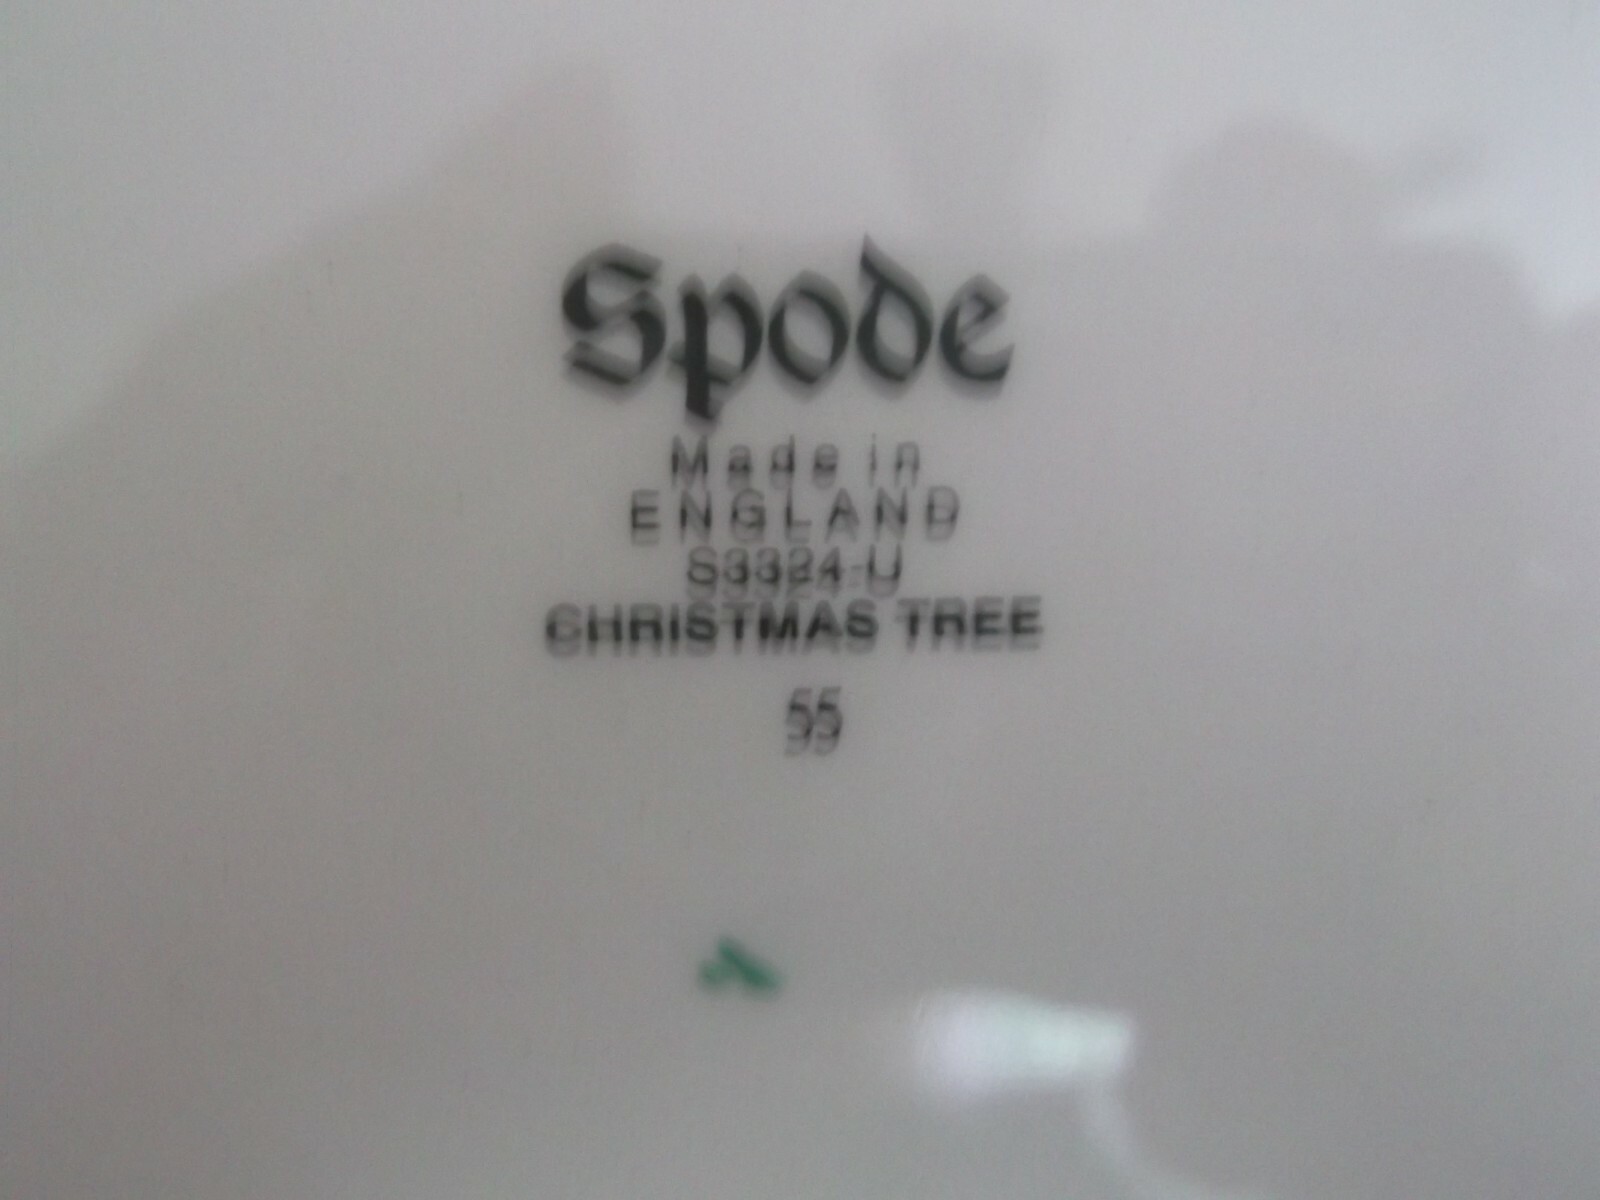 Spode
Made in
ENGLAND
S3324-U
CHRISTMAS TREE
55